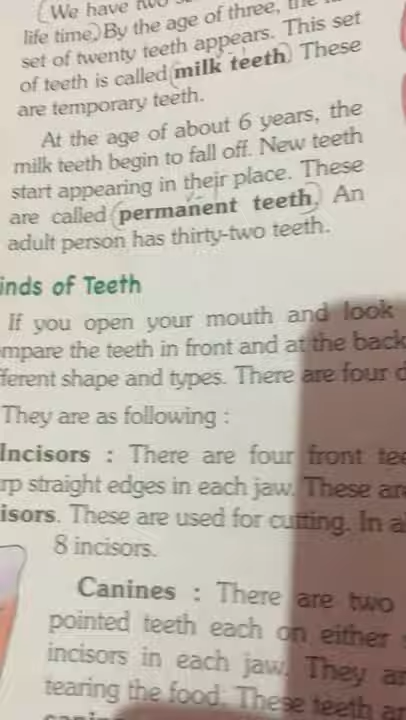 (We have two
life time.) By the age of three, the
set of twenty teeth appears. This set
of teeth is called (milk teeth.) These
are temporary teeth.
At the age of about 6 years, the
milk teeth begin to fall off. New teeth
start appearing in their place. These
are called (permanent teeth.) An
adult person has thirty-two teeth.
inds of Teeth
If you open your mouth and look
mpare the teeth in front and at the back
ferent shape and types. There are four d
They are as following :
Incisors : There are four front tee
rp straight edges in each jaw. These are
isors. These are used for cutting. In a
8 incisors.
Canines : There are two
pointed teeth each on either
incisors in each jaw. They ar
tearing the food. These teeth ar